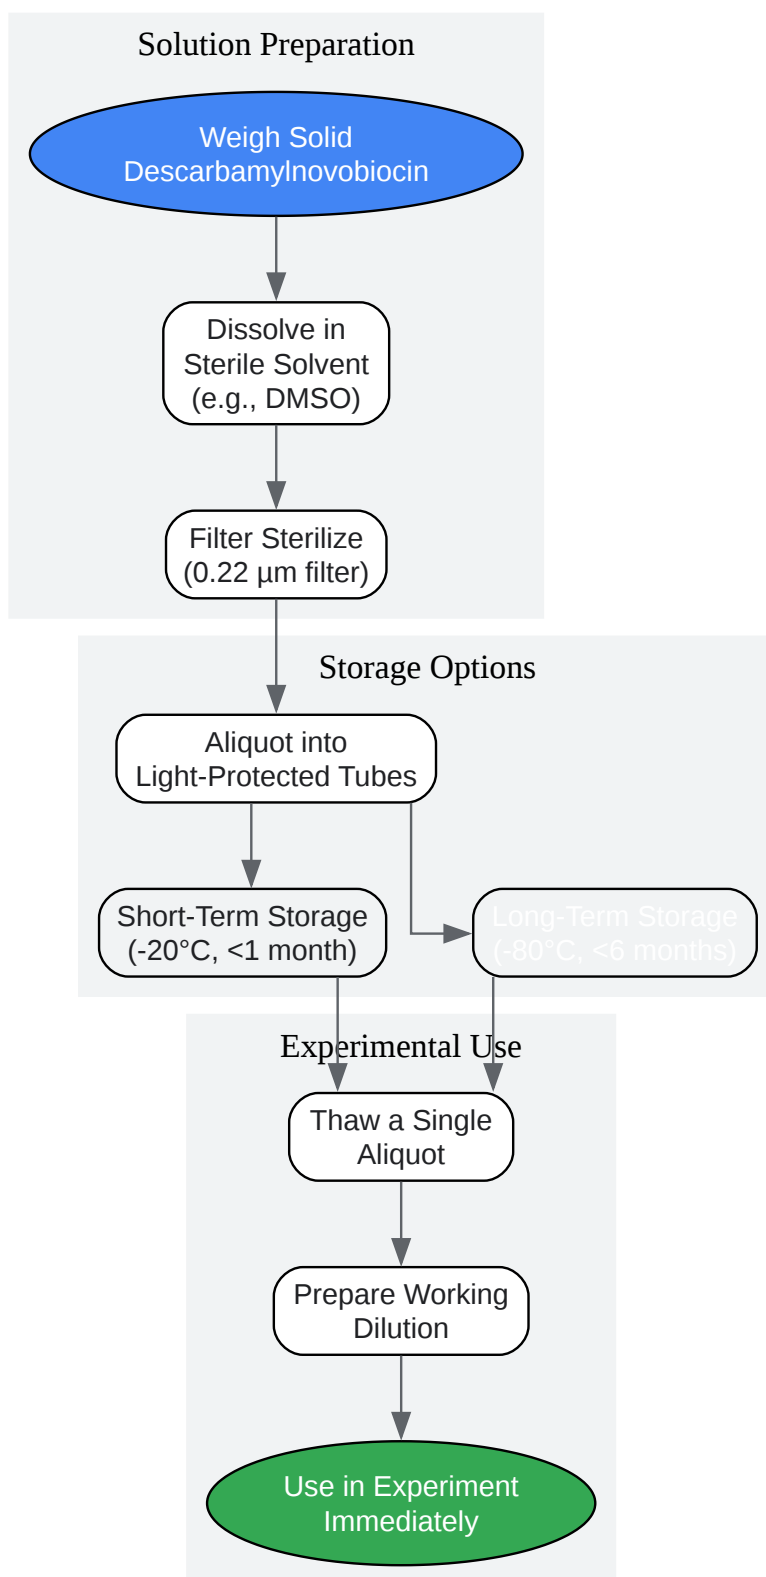 Solution Preparation
Weigh Solid
Descarbamylnovobiocin
Dissolve in
Sterile Solvent
(e.g., DMSO)
Filter Sterilize
(0.22 µm filter)
Storage Options
Aliquot into
Light-Protected Tubes
Short-Term Storage
(-20°C, <1 month)
Long-Term Storage
(-80°C, <6 months)
Experimental Use
Thaw a Single
Aliquot
Prepare Working
Dilution
Use in Experiment
Immediately